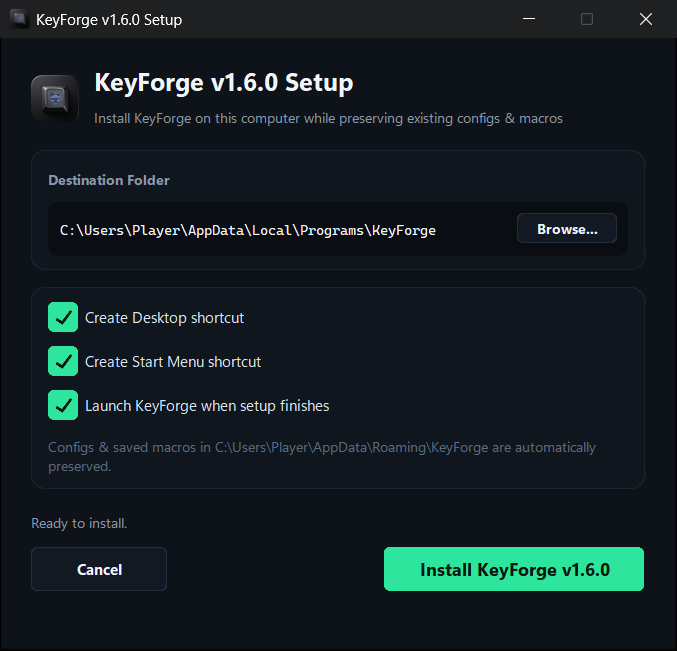 KeyForge v1.6.0 Setup
KeyForge v1.6.0 Setup
Install KeyForge on this computer while preserving existing configs & macros
Destination Folder
C:\Users\Player\AppData\Local\Programs\KeyForge
Browse...
Create Desktop shortcut
Create Start Menu shortcut
Launch KeyForge when setup finishes
Configs & saved macros in C:\Users\Player\AppData\Roaming\KeyForge are automatically
preserved.
Ready to install.
Cancel
Install KeyForge v1.6.0